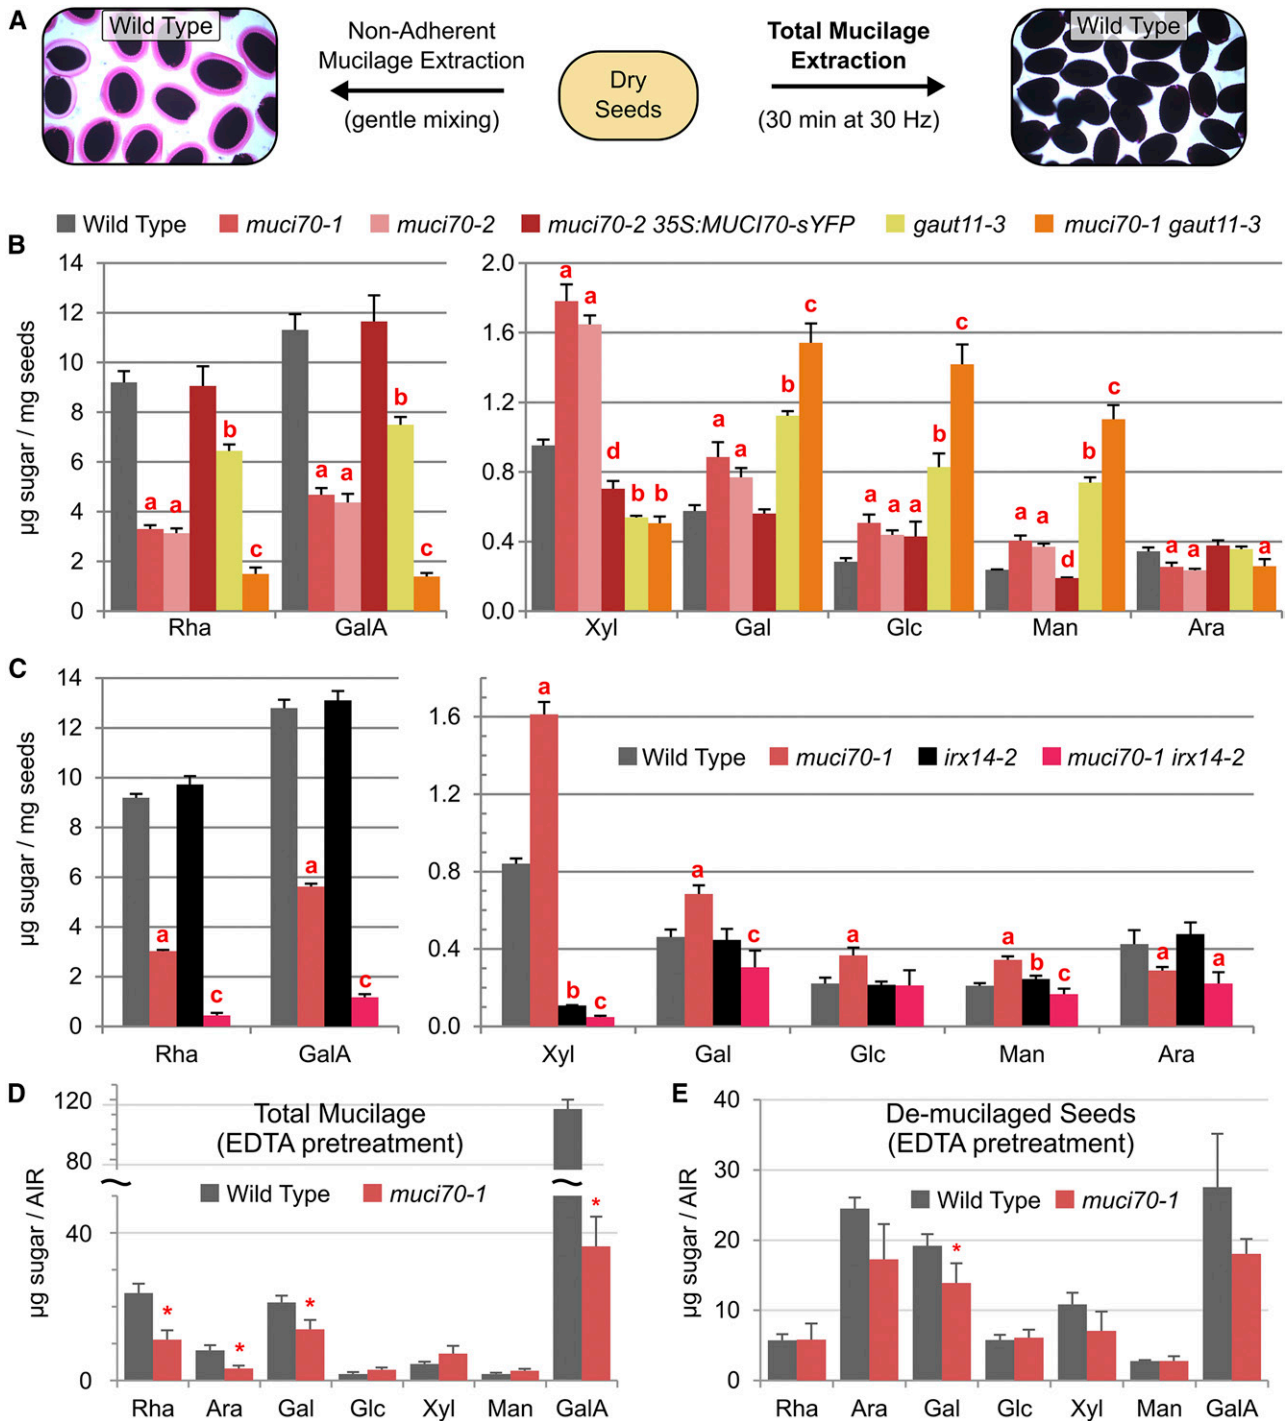 A
Wild Type
Non-Adherent
Mucilage Extraction
(gentle mixing)
Dry
Seeds
Total Mucilage
Extraction
(30 min at 30 Hz)
Wild Type
Wild Type muci70-1 muci70-2 muci70-2 35S:MUCI70-sYFP gaut11-3 muci70-1 gaut11-3
B
µg sugar / mg seeds
14
12
10
8
6
4
2
0
a a b c
a a b c
Rha GalA
2.0
1.6
1.2
0.8
0.4
0.0
a a d b b
a a b c
a a a b c
a a d b c
a a a
Xyl Gal Glc Man Ara
C
µg sugar / mg seeds
14
12
10
8
6
4
2
0
a c
a c
Rha GalA
Wild Type muci70-1 irx14-2 muci70-1 irx14-2
1.6
1.2
0.8
0.4
0.0
a b c
a c
a
a b c
a a
Xyl Gal Glc Man Ara
D
Total Mucilage
(EDTA pretreatment)
Wild Type muci70-1
µg sugar / AIR
120
80
40
0
* * * *
Rha Ara Gal Glc Xyl Man GalA
E
De-mucilaged Seeds
(EDTA pretreatment)
Wild Type muci70-1
µg sugar / AIR
40
30
20
10
0
*
Rha Ara Gal Glc Xyl Man GalA